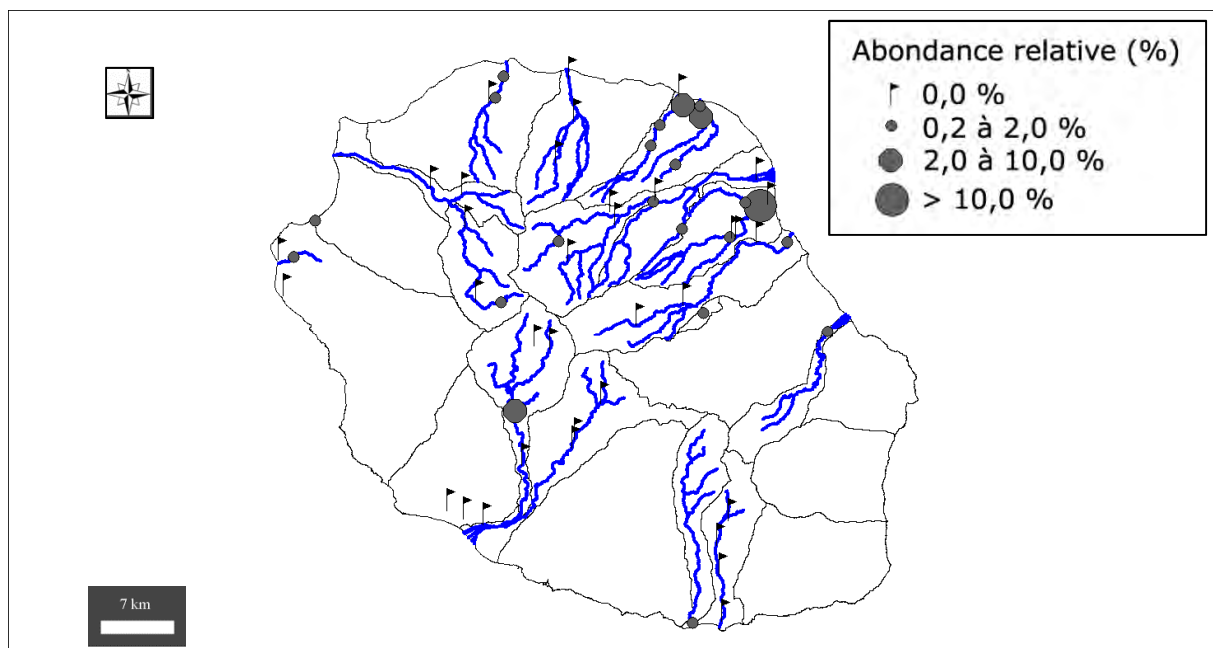 Abondance relative (%)
0,0 %
0,2 à 2,0 %
2,0 à 10,0 %
> 10,0 %
7 km